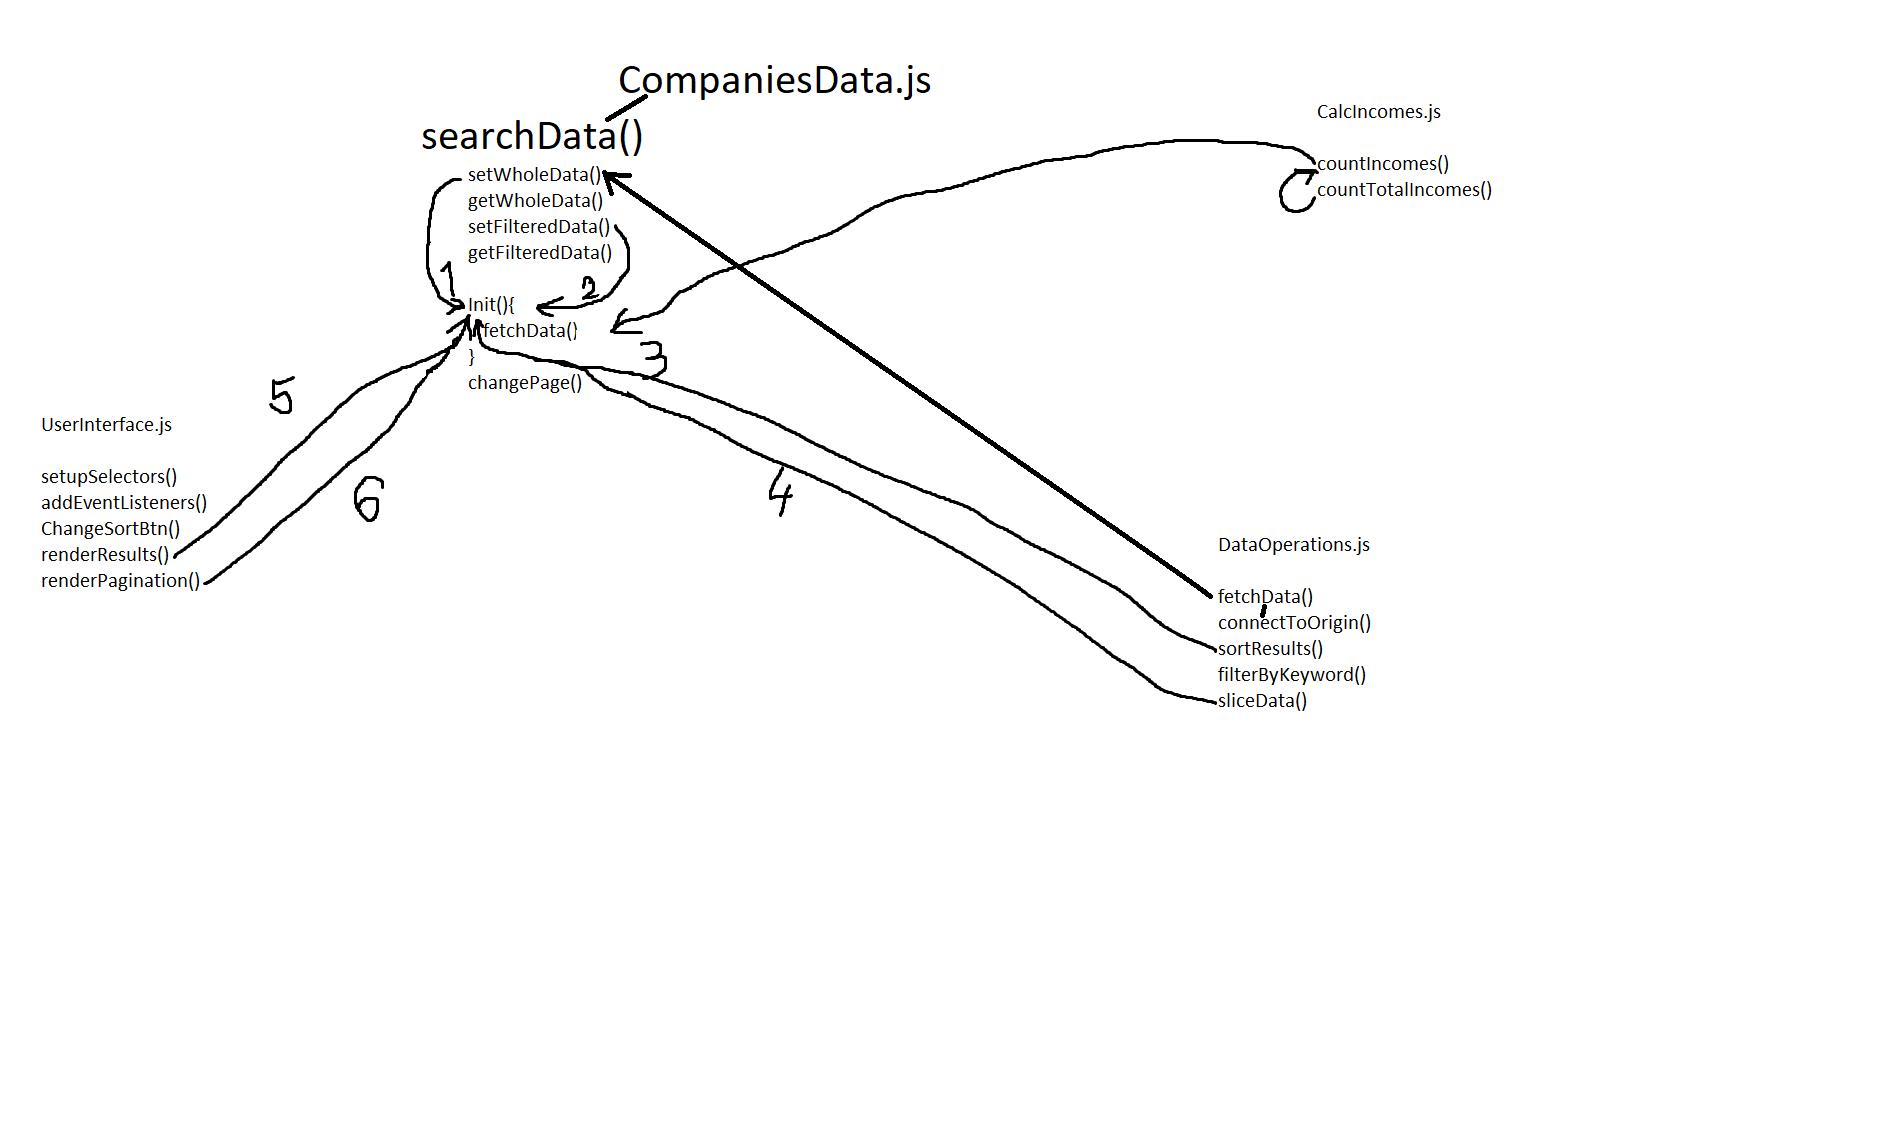 CompaniesData.js
searchData()
setWholeData()
getWholeData()
setFilteredData()
getFilteredData()
1
2
Init(){
fetchData()
}
3
changePage()
CalcIncomes.js
countIncomes()
countTotalIncomes()
5
UserInterface.js
setupSelectors()
addEventListeners()
ChangeSortBtn()
renderResults()
renderPagination()
6
4
DataOperations.js
fetchData()
connectToOrigin()
sortResults()
filterByKeyword()
sliceData()